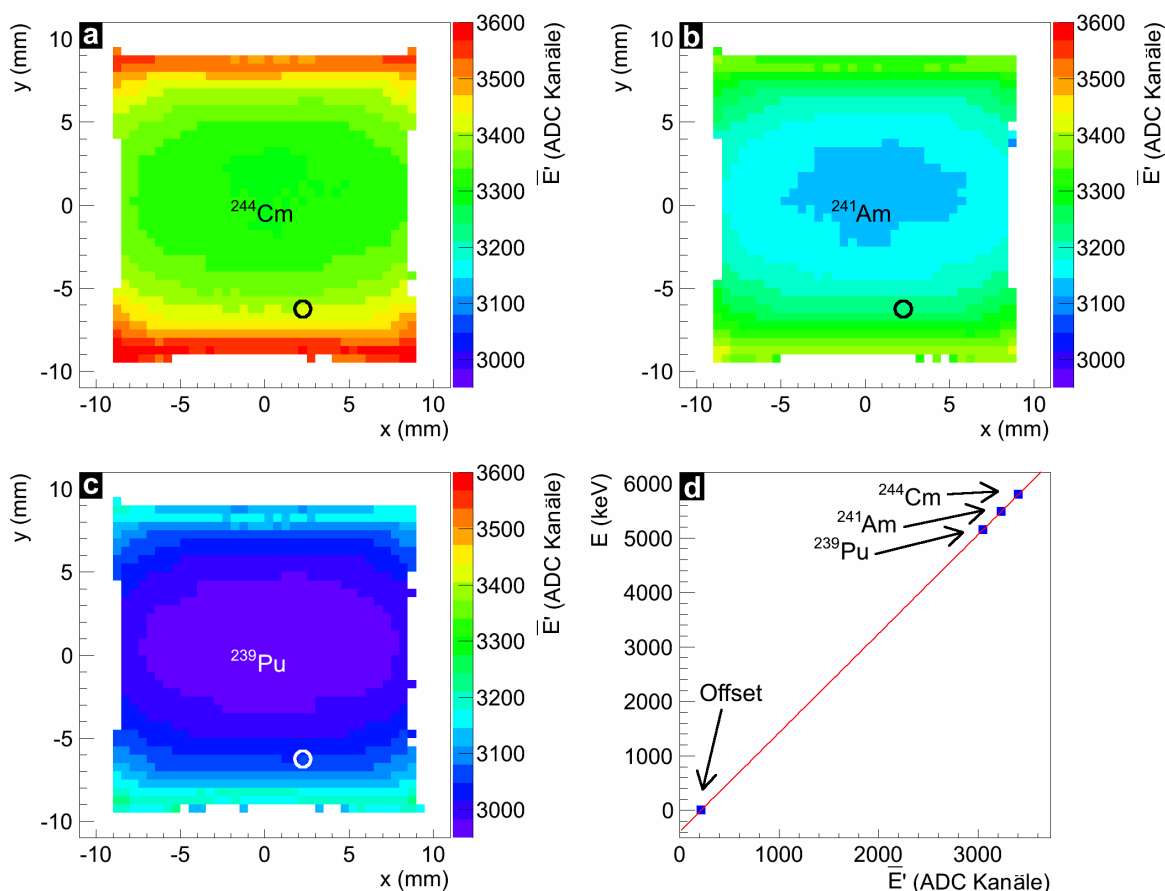 a
y (mm)
10
5
0
-5
-10
-10
-5
0
5
10
x (mm)
²⁴⁴Cm
3600
3500
3400
3300
3200
3100
3000
E̅' (ADC Kanäle)
b
y (mm)
10
5
0
-5
-10
-10
-5
0
5
10
x (mm)
²⁴¹Am
3600
3500
3400
3300
3200
3100
3000
E̅' (ADC Kanäle)
c
y (mm)
10
5
0
-5
-10
-10
-5
0
5
10
x (mm)
²³⁹Pu
3600
3500
3400
3300
3200
3100
3000
E̅' (ADC Kanäle)
d
E (keV)
6000
5000
4000
3000
2000
1000
0
²⁴⁴Cm
²⁴¹Am
²³⁹Pu
Offset
0
1000
2000
3000
E̅' (ADC Kanäle)